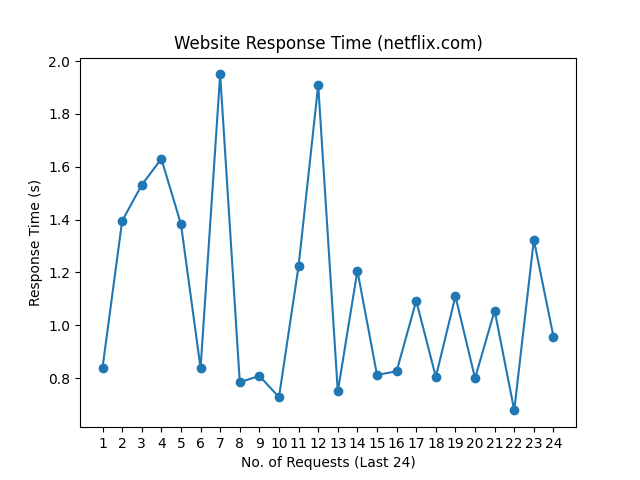 Website Response Time (netflix.com)
Response Time (s)
2.0
1.8
1.6
1.4
1.2
1.0
0.8
1 2 3 4 5 6 7 8 9 10 11 12 13 14 15 16 17 18 19 20 21 22 23 24
No. of Requests (Last 24)